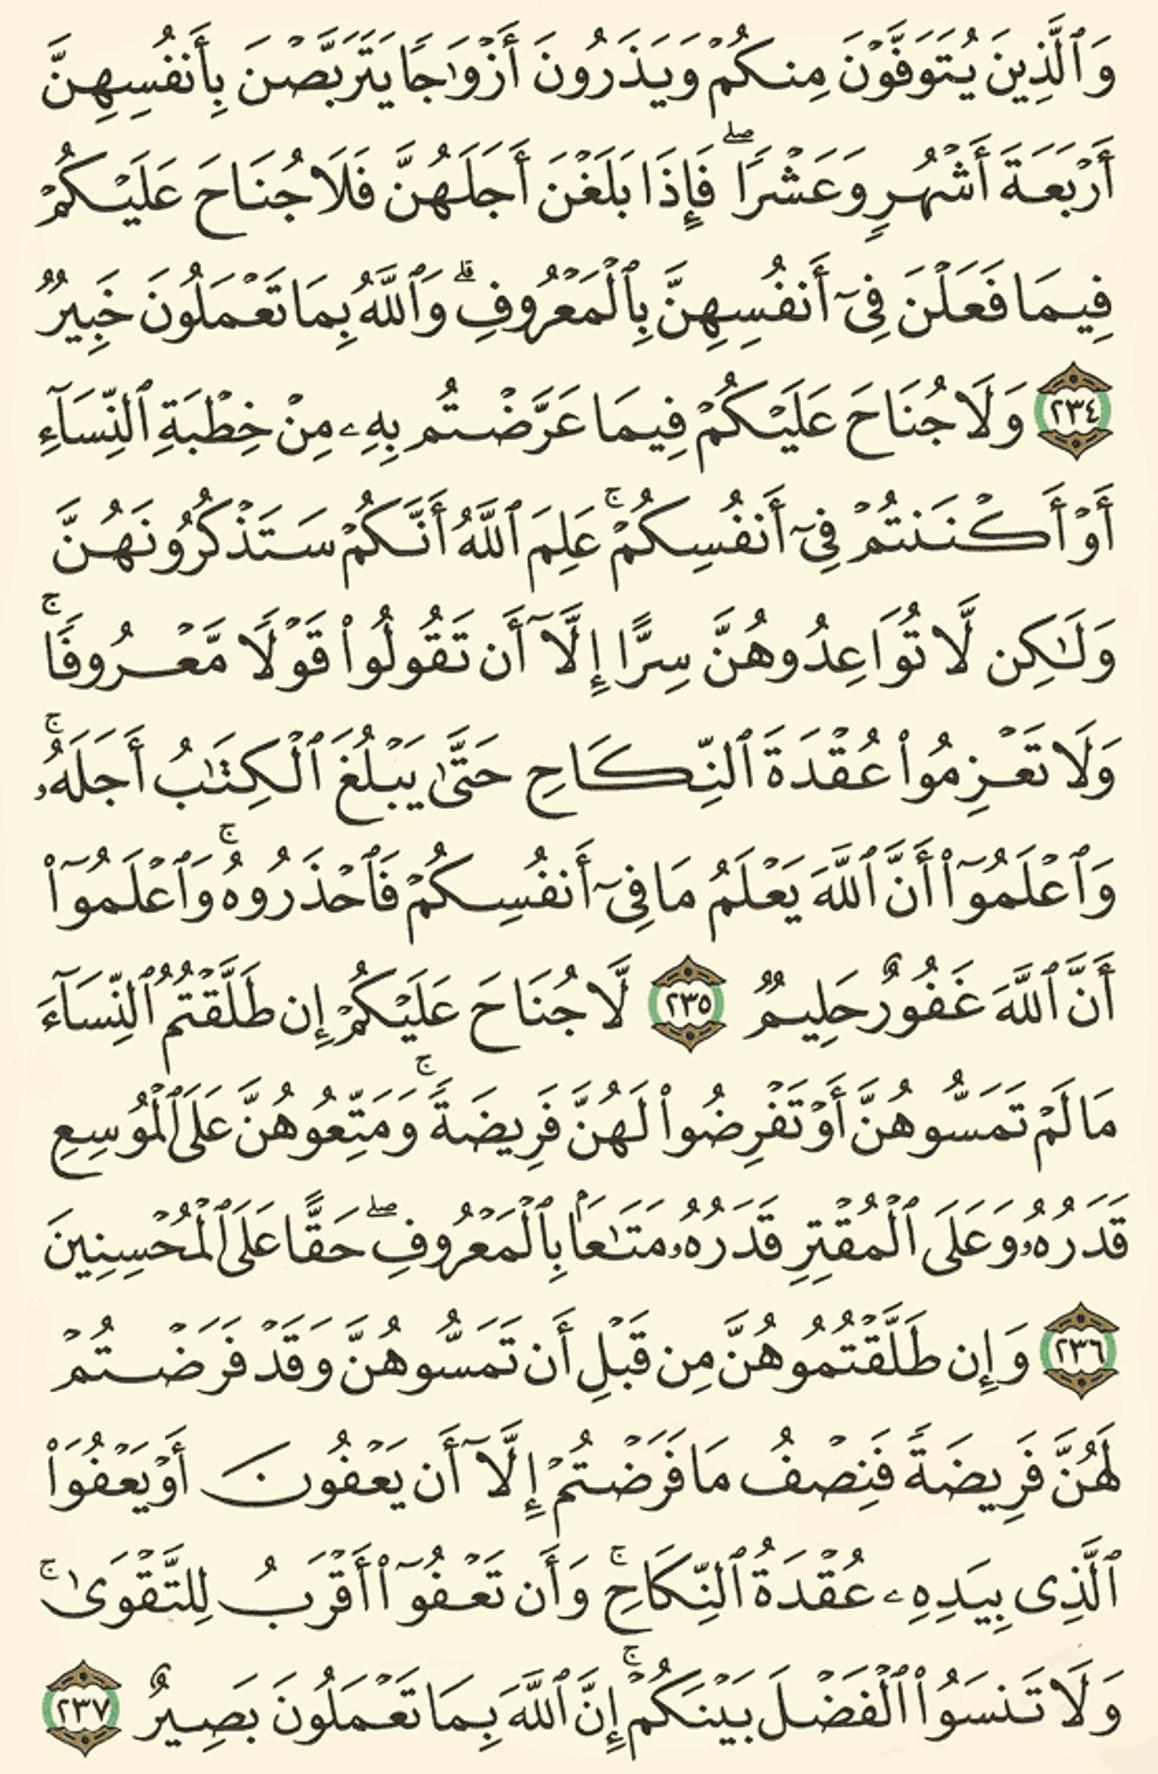 وَٱلَّذِينَ يُتَوَفَّوْنَ مِنكُمْ وَيَذَرُونَ أَزْوَٰجًا يَتَرَبَّصْنَ بِأَنفُسِهِنَّ
أَرْبَعَةَ أَشْهُرٍ وَعَشْرًا ۖ فَإِذَا بَلَغْنَ أَجَلَهُنَّ فَلَا جُنَاحَ عَلَيْكُمْ
فِيمَا فَعَلْنَ فِىٓ أَنفُسِهِنَّ بِٱلْمَعْرُوفِ ۗ وَٱللَّهُ بِمَا تَعْمَلُونَ خَبِيرٌ
٢٣٤ وَلَا جُنَاحَ عَلَيْكُمْ فِيمَا عَرَّضْتُم بِهِۦ مِنْ خِطْبَةِ ٱلنِّسَآءِ
أَوْ أَكْنَنتُمْ فِىٓ أَنفُسِكُمْ ۚ عَلِمَ ٱللَّهُ أَنَّكُمْ سَتَذْكُرُونَهُنَّ
وَلَٰكِن لَّا تُوَاعِدُوهُنَّ سِرًّا إِلَّآ أَن تَقُولُوا۟ قَوْلًا مَّعْرُوفًا ۚ
وَلَا تَعْزِمُوا۟ عُقْدَةَ ٱلنِّكَاحِ حَتَّىٰ يَبْلُغَ ٱلْكِتَٰبُ أَجَلَهُۥ ۚ
وَٱعْلَمُوٓا۟ أَنَّ ٱللَّهَ يَعْلَمُ مَا فِىٓ أَنفُسِكُمْ فَٱحْذَرُوهُ ۚ وَٱعْلَمُوٓا۟
أَنَّ ٱللَّهَ غَفُورٌ حَلِيمٌ ٢٣٥ لَّا جُنَاحَ عَلَيْكُمْ إِن طَلَّقْتُمُ ٱلنِّسَآءَ
مَا لَمْ تَمَسُّوهُنَّ أَوْ تَفْرِضُوا۟ لَهُنَّ فَرِيضَةً ۚ وَمَتِّعُوهُنَّ عَلَى ٱلْمُوسِعِ
قَدَرُهُۥ وَعَلَى ٱلْمُقْتِرِ قَدَرُهُۥ مَتَٰعًۢا بِٱلْمَعْرُوفِ ۖ حَقًّا عَلَى ٱلْمُحْسِنِينَ
٢٣٦ وَإِن طَلَّقْتُمُوهُنَّ مِن قَبْلِ أَن تَمَسُّوهُنَّ وَقَدْ فَرَضْتُمْ
لَهُنَّ فَرِيضَةً فَنِصْفُ مَا فَرَضْتُمْ إِلَّآ أَن يَعْفُونَ أَوْ يَعْفُوَا۟
ٱلَّذِى بِيَدِهِۦ عُقْدَةُ ٱلنِّكَاحِ ۚ وَأَن تَعْفُوٓا۟ أَقْرَبُ لِلتَّقْوَىٰ ۚ
وَلَا تَنسَوُا۟ ٱلْفَضْلَ بَيْنَكُمْ ۚ إِنَّ ٱللَّهَ بِمَا تَعْمَلُونَ بَصِيرٌ ٢٣٧